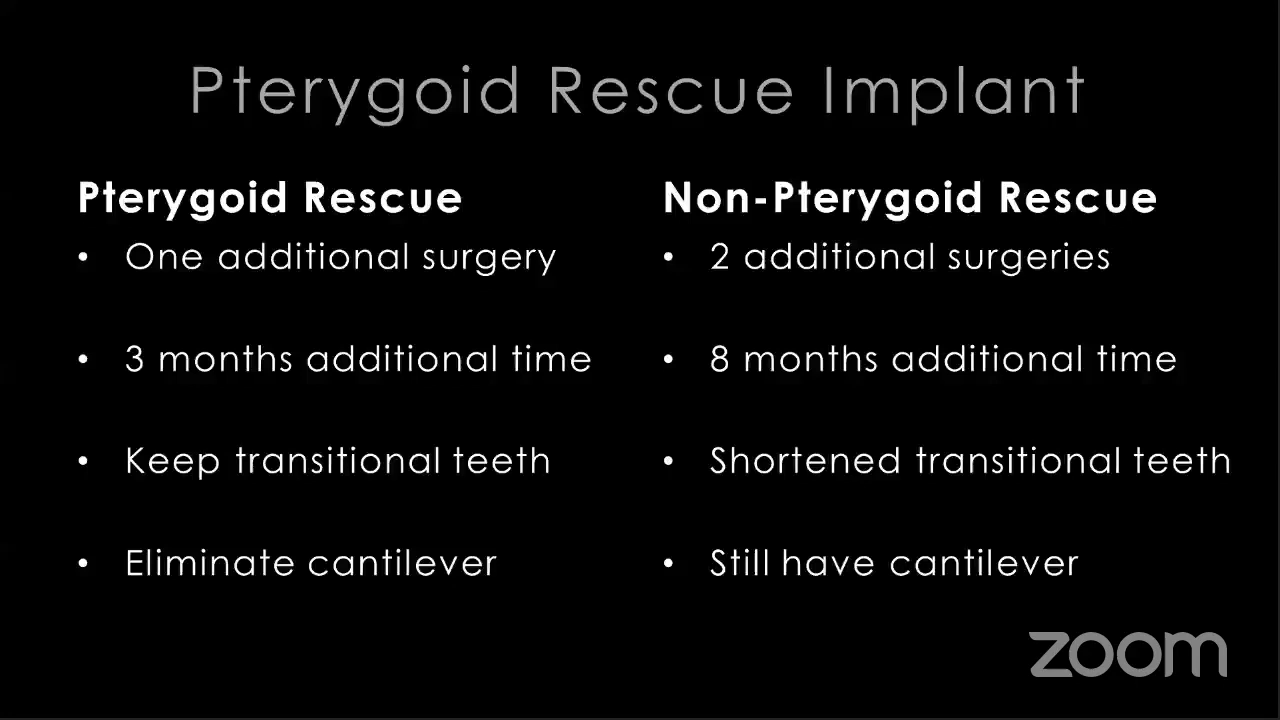 Pterygoid Rescue Implant
Pterygoid Rescue
• One additional surgery
• 3 months additional time
• Keep transitional teeth
• Eliminate cantilever
Non-Pterygoid Rescue
• 2 additional surgeries
• 8 months additional time
• Shortened transitional teeth
• Still have cantilever
zoom